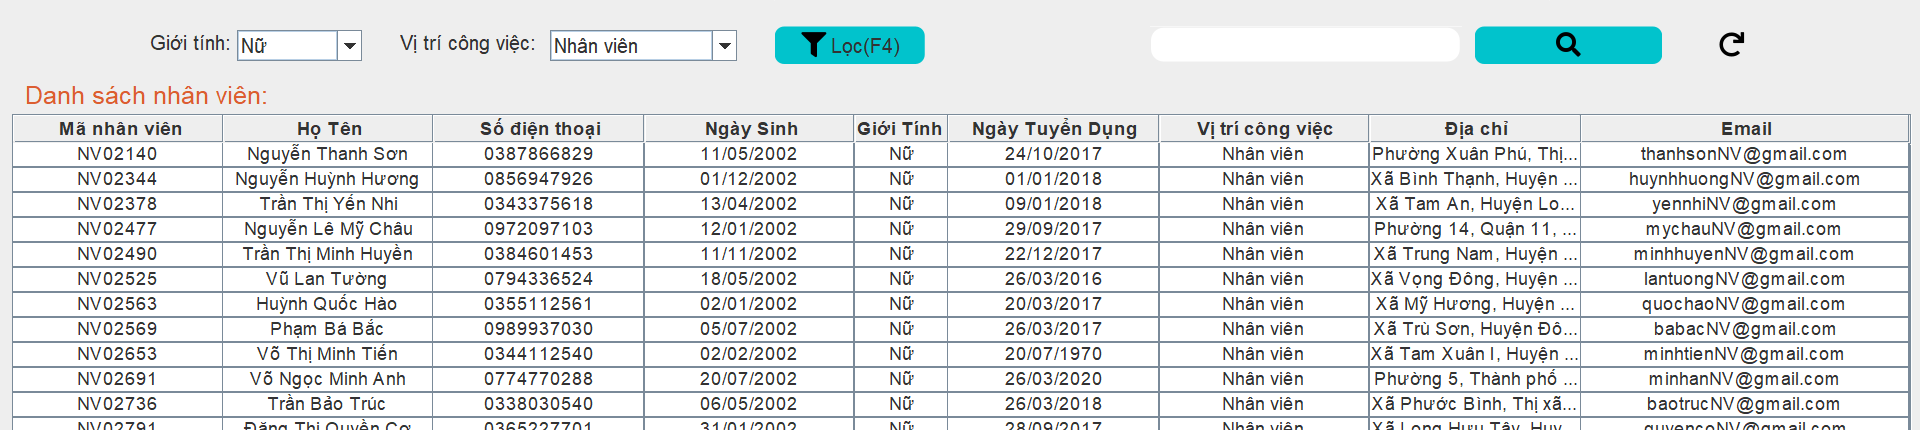 Giới tính: Nữ Vị trí công việc: Nhân viên Lọc(F4)
Danh sách nhân viên:
Mã nhân viên Họ Tên Số điện thoại Ngày Sinh Giới Tính Ngày Tuyển Dụng Vị trí công việc Địa chỉ Email
NV02140 Nguyễn Thanh Sơn 0387866829 11/05/2002 Nữ 24/10/2017 Nhân viên Phường Xuân Phú, Thị... thanhsonNV@gmail.com
NV02344 Nguyễn Huỳnh Hương 0856947926 01/12/2002 Nữ 01/01/2018 Nhân viên Xã Bình Thạnh, Huyện ... huynhhuongNV@gmail.com
NV02378 Trần Thị Yến Nhi 0343375618 13/04/2002 Nữ 09/01/2018 Nhân viên Xã Tam An, Huyện Lo... yennhiNV@gmail.com
NV02477 Nguyễn Lê Mỹ Châu 0972097103 12/01/2002 Nữ 29/09/2017 Nhân viên Phường 14, Quận 11, ... mychauNV@gmail.com
NV02490 Trần Thị Minh Huyền 0384601453 11/11/2002 Nữ 22/12/2017 Nhân viên Xã Trung Nam, Huyện ... minhhuyenNV@gmail.com
NV02525 Vũ Lan Tường 0794336524 18/05/2002 Nữ 26/03/2016 Nhân viên Xã Vọng Đông, Huyện ... lantuongNV@gmail.com
NV02563 Huỳnh Quốc Hào 0355112561 02/01/2002 Nữ 20/03/2017 Nhân viên Xã Mỹ Hương, Huyện ... quochaoNV@gmail.com
NV02569 Phạm Bá Bắc 0989937030 05/07/2002 Nữ 26/03/2017 Nhân viên Xã Trù Sơn, Huyện Đô... babacNV@gmail.com
NV02653 Võ Thị Minh Tiến 0344112540 02/02/2002 Nữ 20/07/1970 Nhân viên Xã Tam Xuân I, Huyện ... minhtienNV@gmail.com
NV02691 Võ Ngọc Minh Anh 0774770288 20/07/2002 Nữ 26/03/2020 Nhân viên Phường 5, Thành phố ... minhanNV@gmail.com
NV02736 Trần Bảo Trúc 0338030540 06/05/2002 Nữ 26/03/2018 Nhân viên Xã Phước Bình, Thị xã... baotrucNV@gmail.com
NV02791 Đặng Thị Quyền Cơ 0365227701 31/01/2002 Nữ 28/09/2017 Nhân viên Xã Long Hựu Tây, Huy... quyencoNV@gmail.com